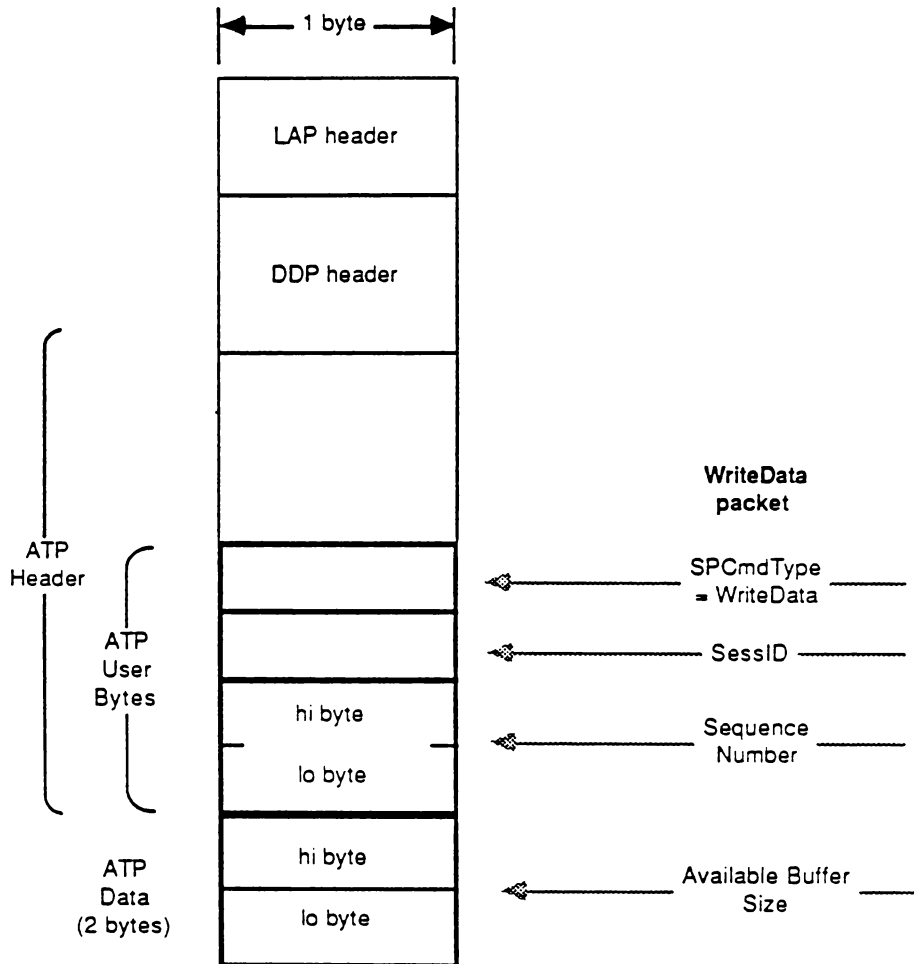 1 byte
LAP header
DDP header
WriteData
packet
ATP
Header
SPCmdType
= WriteData
ATP
User
Bytes
SessID
hi byte
Sequence
Number
lo byte
ATP
Data
(2 bytes)
hi byte
Available Buffer
Size
lo byte